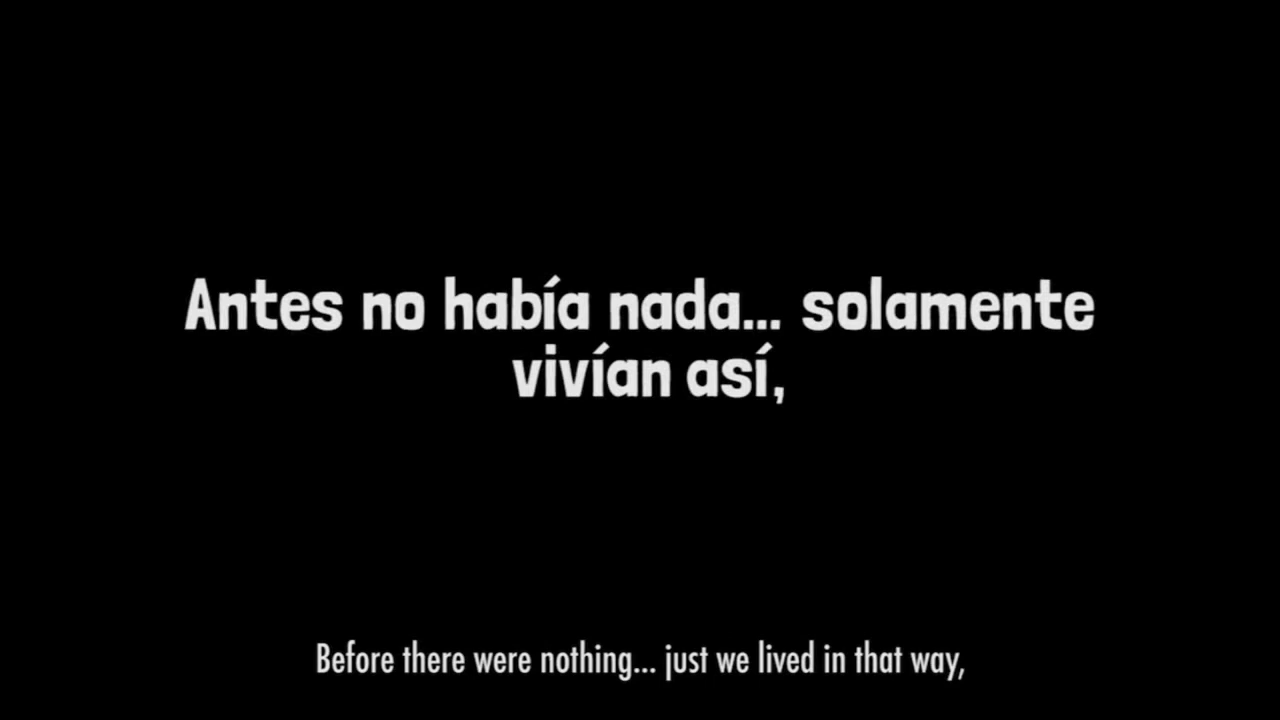 Antes no había nada... solamente
vivían así,
Before there were nothing... just we lived in that way,